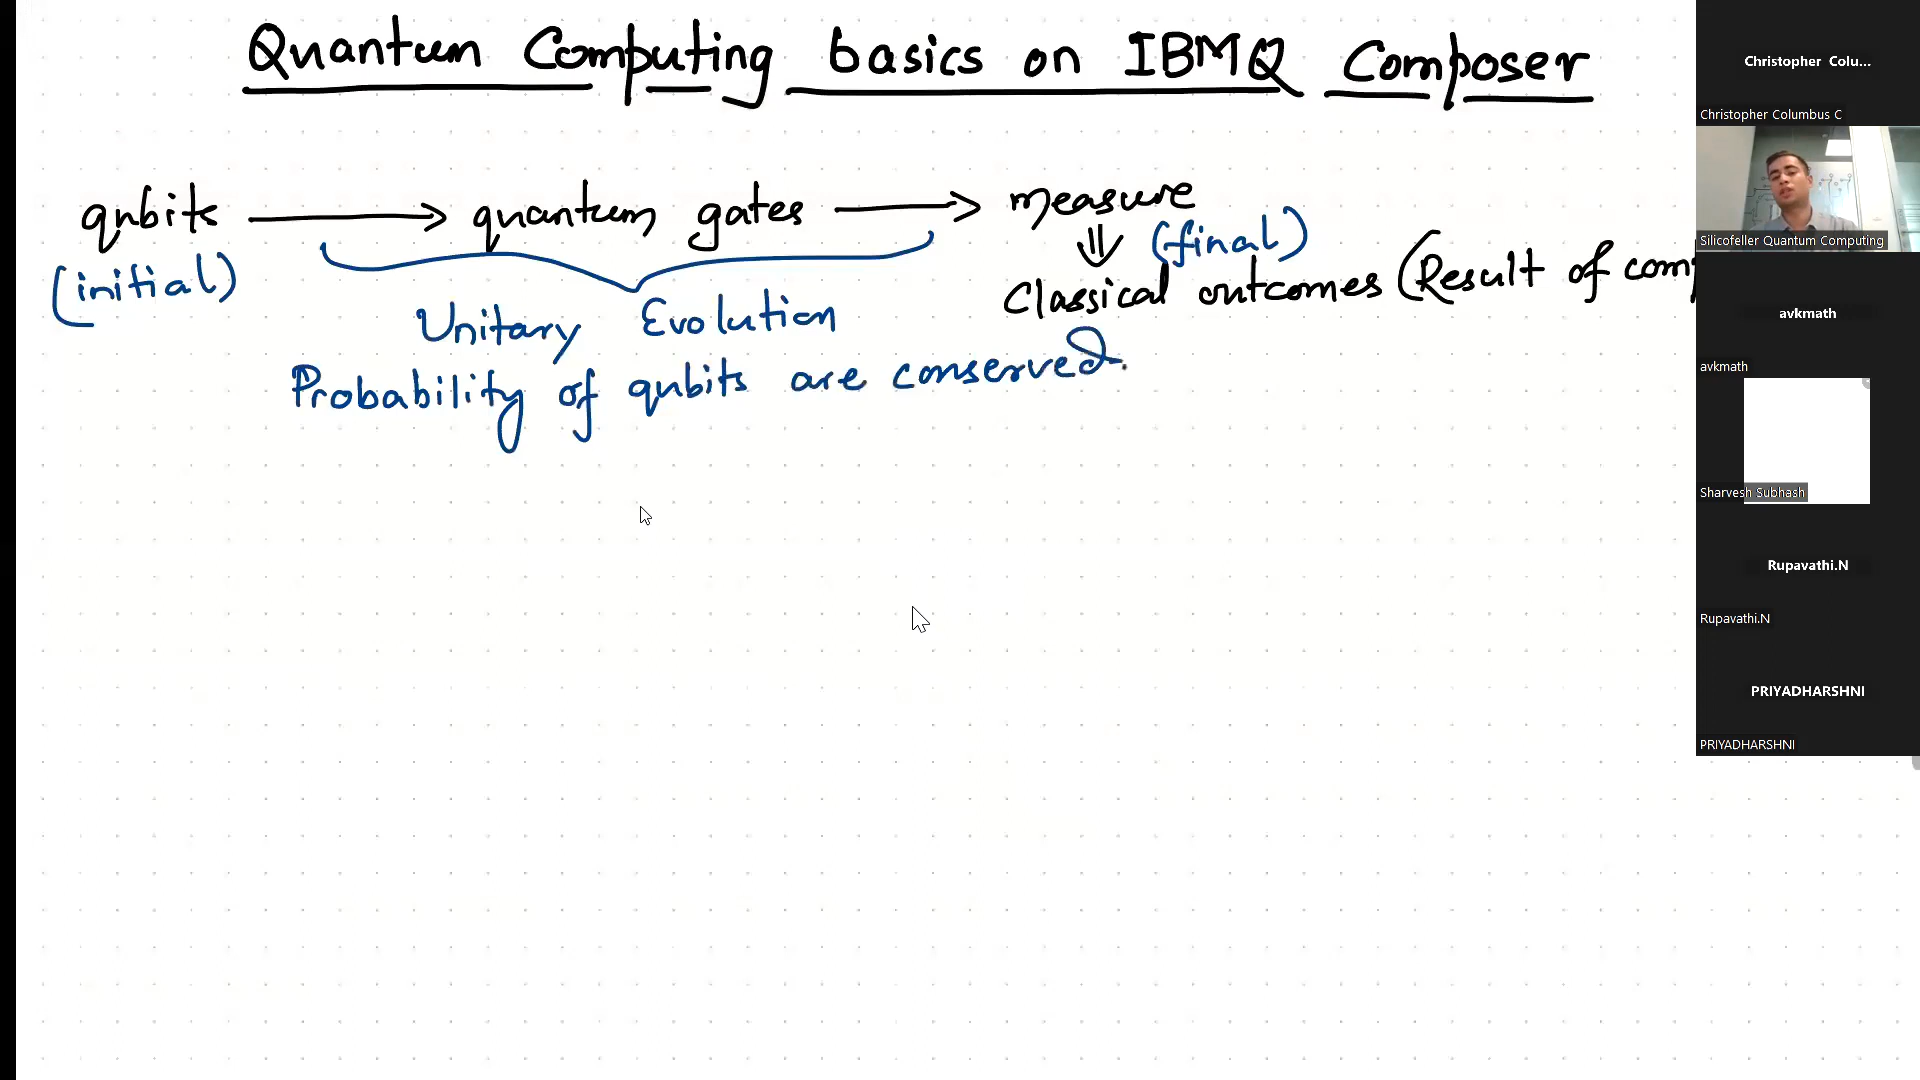 Quantum Computing basics on IBMQ Composer
qubits → quantum gates → measure
(initial)
⇓ (final)
Classical outcomes (Result of com
Unitary Evolution
Probability of qubits are conserved.
Christopher Colu...
Christopher Columbus C
Silicofeller Quantum Computing
avkmath
avkmath
Sharvesh Subhash
Rupavathi.N
Rupavathi.N
PRIYADHARSHNI
PRIYADHARSHNI